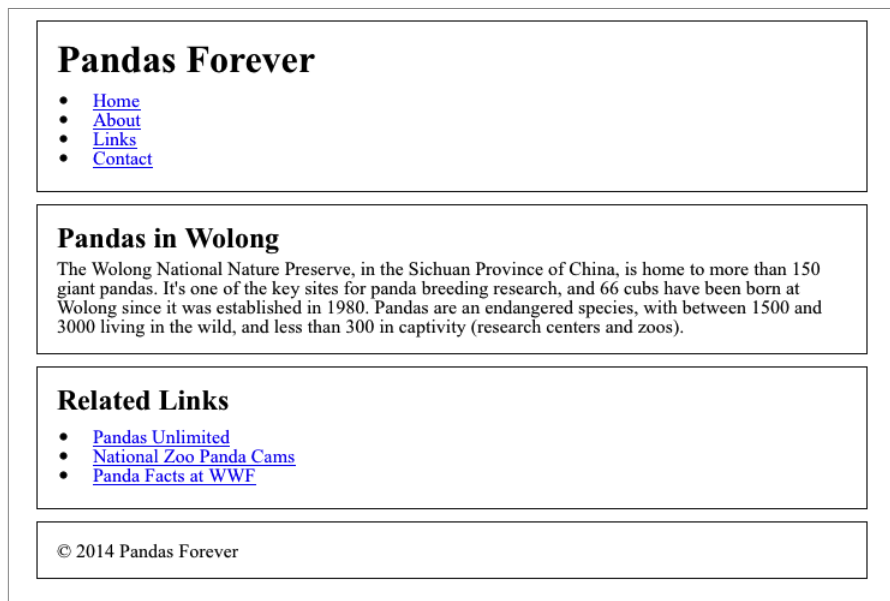 Pandas Forever
Home
About
Links
Contact
Pandas in Wolong
The Wolong National Nature Preserve, in the Sichuan Province of China, is home to more than 150
giant pandas. It's one of the key sites for panda breeding research, and 66 cubs have been born at
Wolong since it was established in 1980. Pandas are an endangered species, with between 1500 and
3000 living in the wild, and less than 300 in captivity (research centers and zoos).
Related Links
Pandas Unlimited
National Zoo Panda Cams
Panda Facts at WWF
© 2014 Pandas Forever